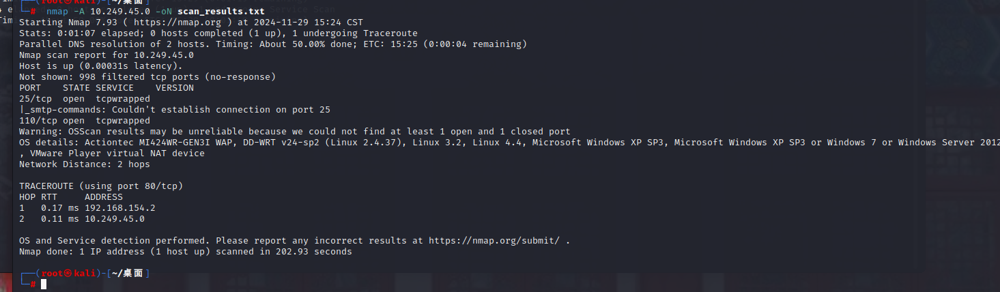 ┌──(root㉿kali)-[~/桌面]
└─# nmap -A 10.249.45.0 -oN scan_results.txt
Starting Nmap 7.93 ( https://nmap.org ) at 2024-11-29 15:24 CST
Stats: 0:01:07 elapsed; 0 hosts completed (1 up), 1 undergoing Traceroute
Parallel DNS resolution of 2 hosts. Timing: About 50.00% done; ETC: 15:25 (0:00:04 remaining)
Nmap scan report for 10.249.45.0
Host is up (0.00031s latency).
Not shown: 998 filtered tcp ports (no-response)
PORT    STATE SERVICE    VERSION
25/tcp  open  tcpwrapped
|_smtp-commands: Couldn't establish connection on port 25
110/tcp open  tcpwrapped
Warning: OSScan results may be unreliable because we could not find at least 1 open and 1 closed port
OS details: Actiontec MI424WR-GEN3I WAP, DD-WRT v24-sp2 (Linux 2.4.37), Linux 3.2, Linux 4.4, Microsoft Windows XP SP3, Microsoft Windows XP SP3 or Windows 7 or Windows Server 2012
, VMware Player virtual NAT device
Network Distance: 2 hops
TRACEROUTE (using port 80/tcp)
HOP RTT     ADDRESS
1   0.17 ms 192.168.154.2
2   0.11 ms 10.249.45.0
OS and Service detection performed. Please report any incorrect results at https://nmap.org/submit/ .
Nmap done: 1 IP address (1 host up) scanned in 202.93 seconds
┌──(root㉿kali)-[~/桌面]
└─#